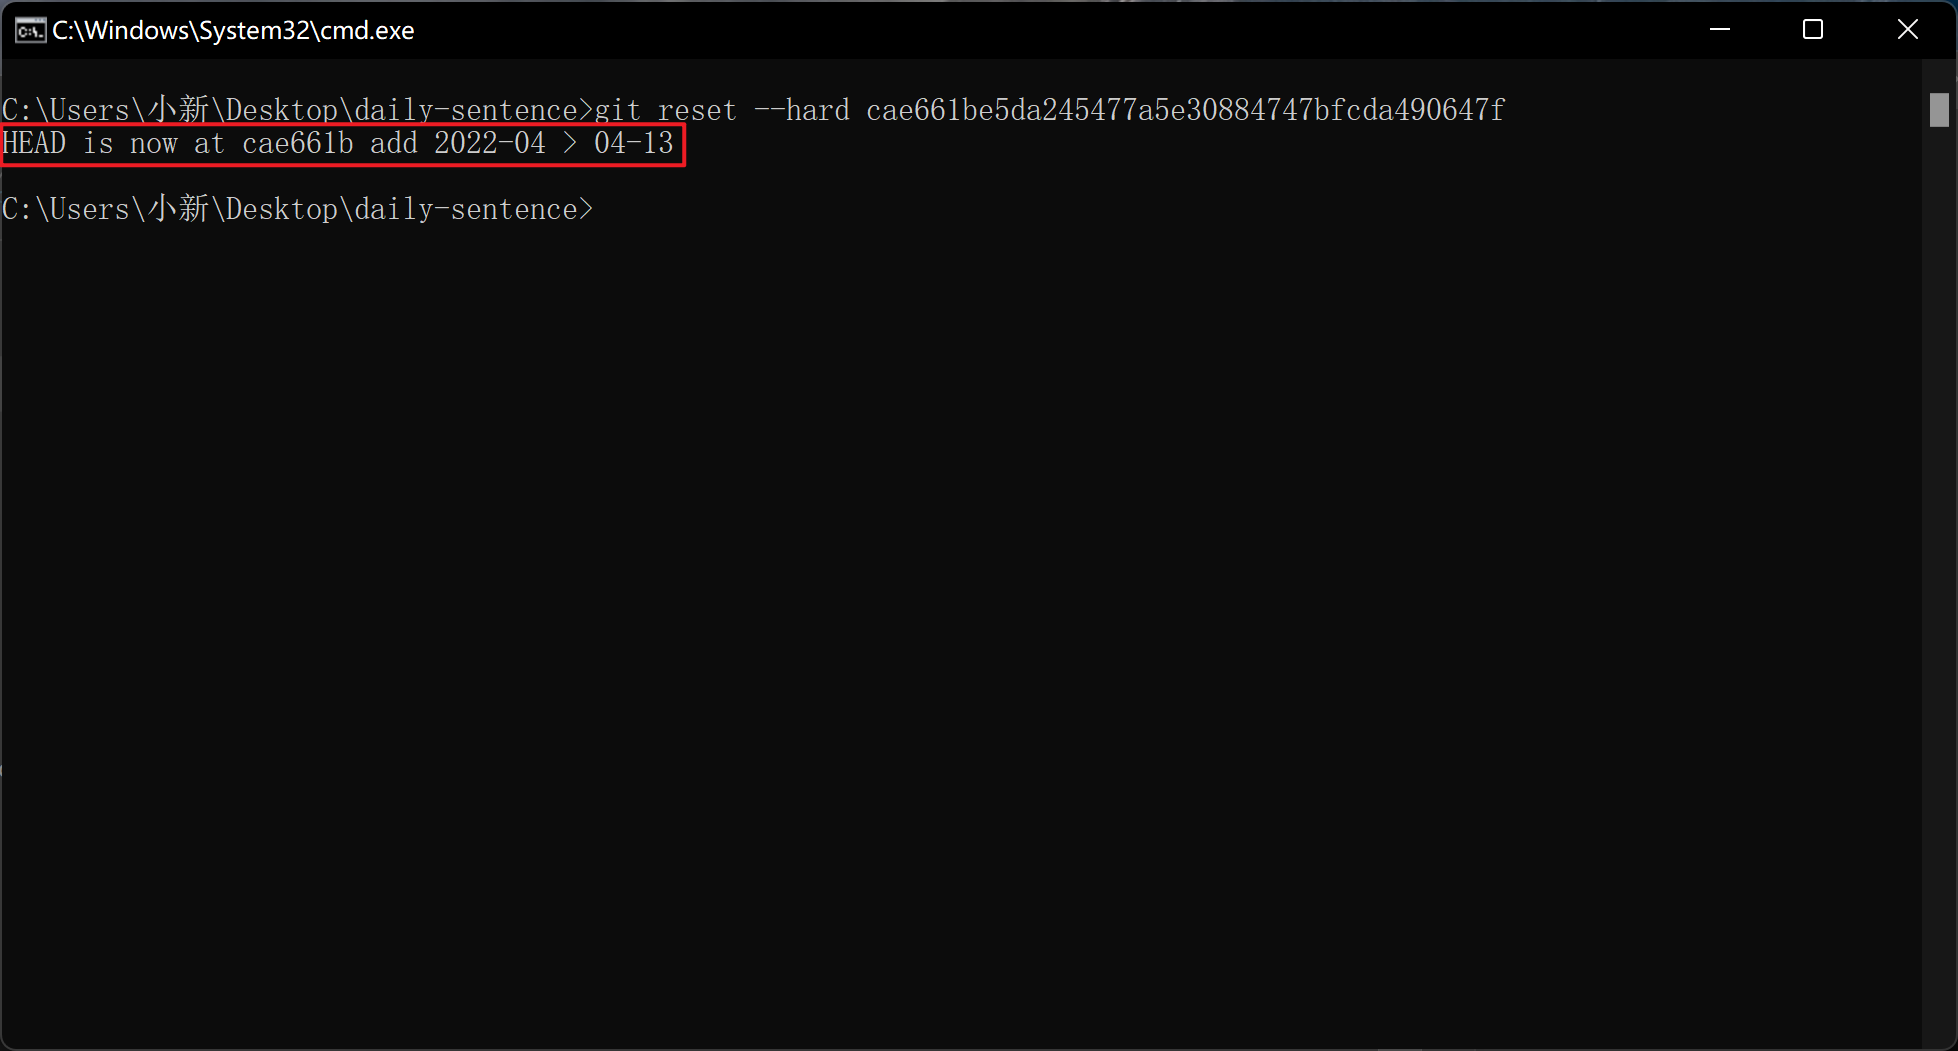 C:\Windows\System32\cmd.exe
C:\Users\小新\Desktop\daily-sentence>git reset --hard cae661be5da245477a5e30884747bfcda490647f
HEAD is now at cae661b add 2022-04 > 04-13
C:\Users\小新\Desktop\daily-sentence>